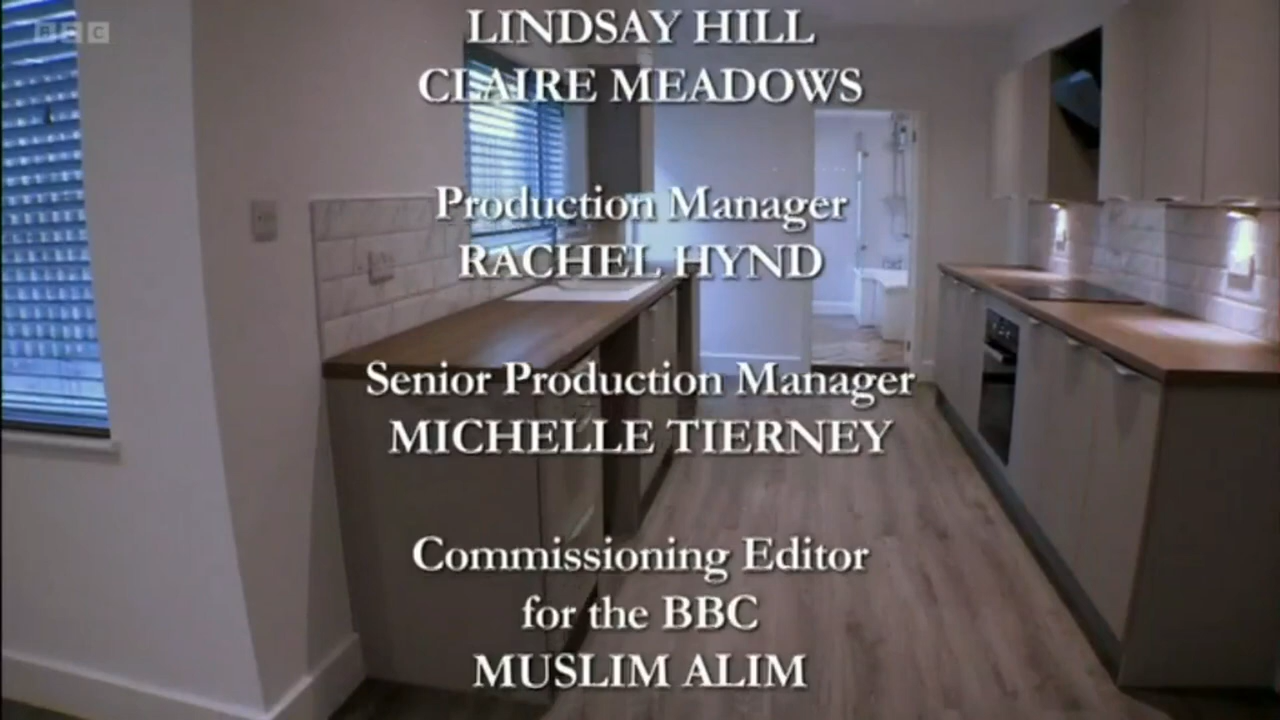 BBC
LINDSAY HILL
CLAIRE MEADOWS
Production Manager
RACHEL HYND
Senior Production Manager
MICHELLE TIERNEY
Commissioning Editor
for the BBC
MUSLIM ALIM